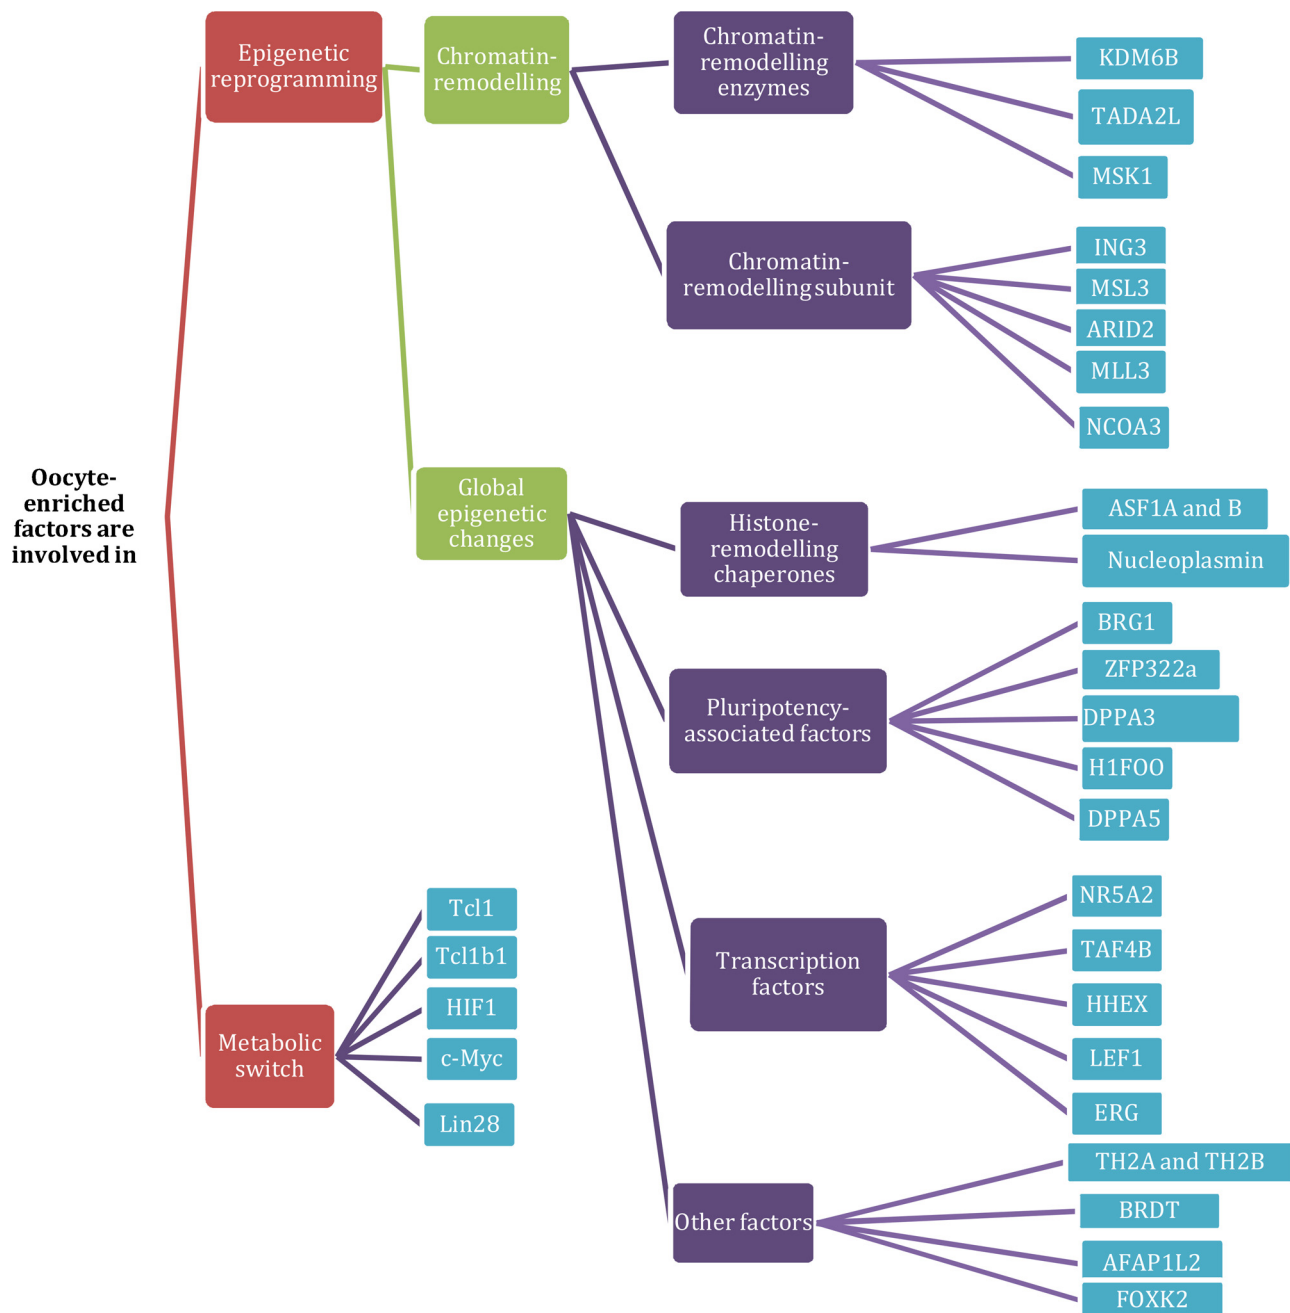 Oocyte-
enriched
factors are
involved in
Epigenetic
reprogramming
Chromatin-
remodelling
Chromatin-
remodelling
enzymes
KDM6B
TADA2L
MSK1
Chromatin-
remodelling subunit
ING3
MSL3
ARID2
MLL3
NCOA3
Global
epigenetic
changes
Histone-
remodelling
chaperones
ASF1A and B
Nucleoplasmin
Pluripotency-
associated factors
BRG1
ZFP322a
DPPA3
H1FOO
DPPA5
Transcription
factors
NR5A2
TAF4B
HHEX
LEF1
ERG
Other factors
TH2A and TH2B
BRDT
AFAP1L2
FOXK2
Metabolic
switch
Tcl1
Tcl1b1
HIF1
c-Myc
Lin28